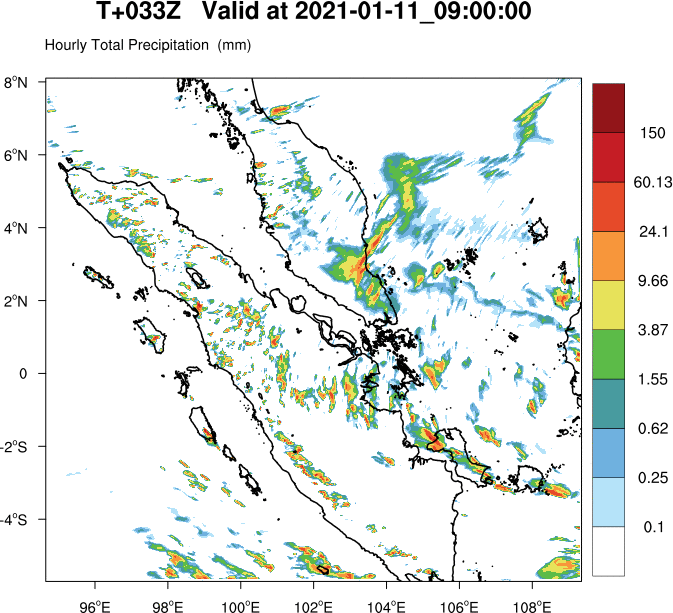 T+033Z Valid at 2021-01-11_09:00:00
Hourly Total Precipitation (mm)
8°N
6°N
4°N
2°N
0
-2°S
-4°S
96°E 98°E 100°E 102°E 104°E 106°E 108°E
150
60.13
24.1
9.66
3.87
1.55
0.62
0.25
0.1